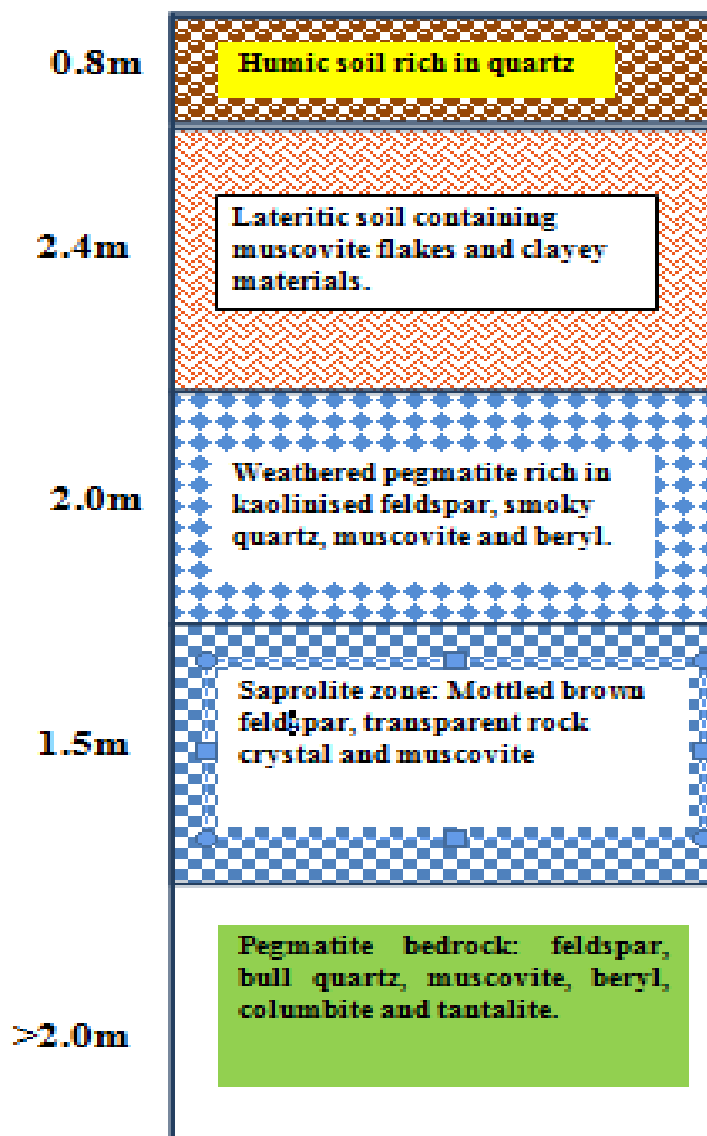 0.8m
Humic soil rich in quartz
2.4m
Lateritic soil containing
muscovite flakes and clayey
materials.
2.0m
Weathered pegmatite rich in
kaolinised feldspar, smoky
quartz, muscovite and beryl.
1.5m
Saprolite zone: Mottled brown
feldspar, transparent rock
crystal and muscovite
>2.0m
Pegmatite bedrock: feldspar,
bull quartz, muscovite, beryl,
columbite and tantalite.